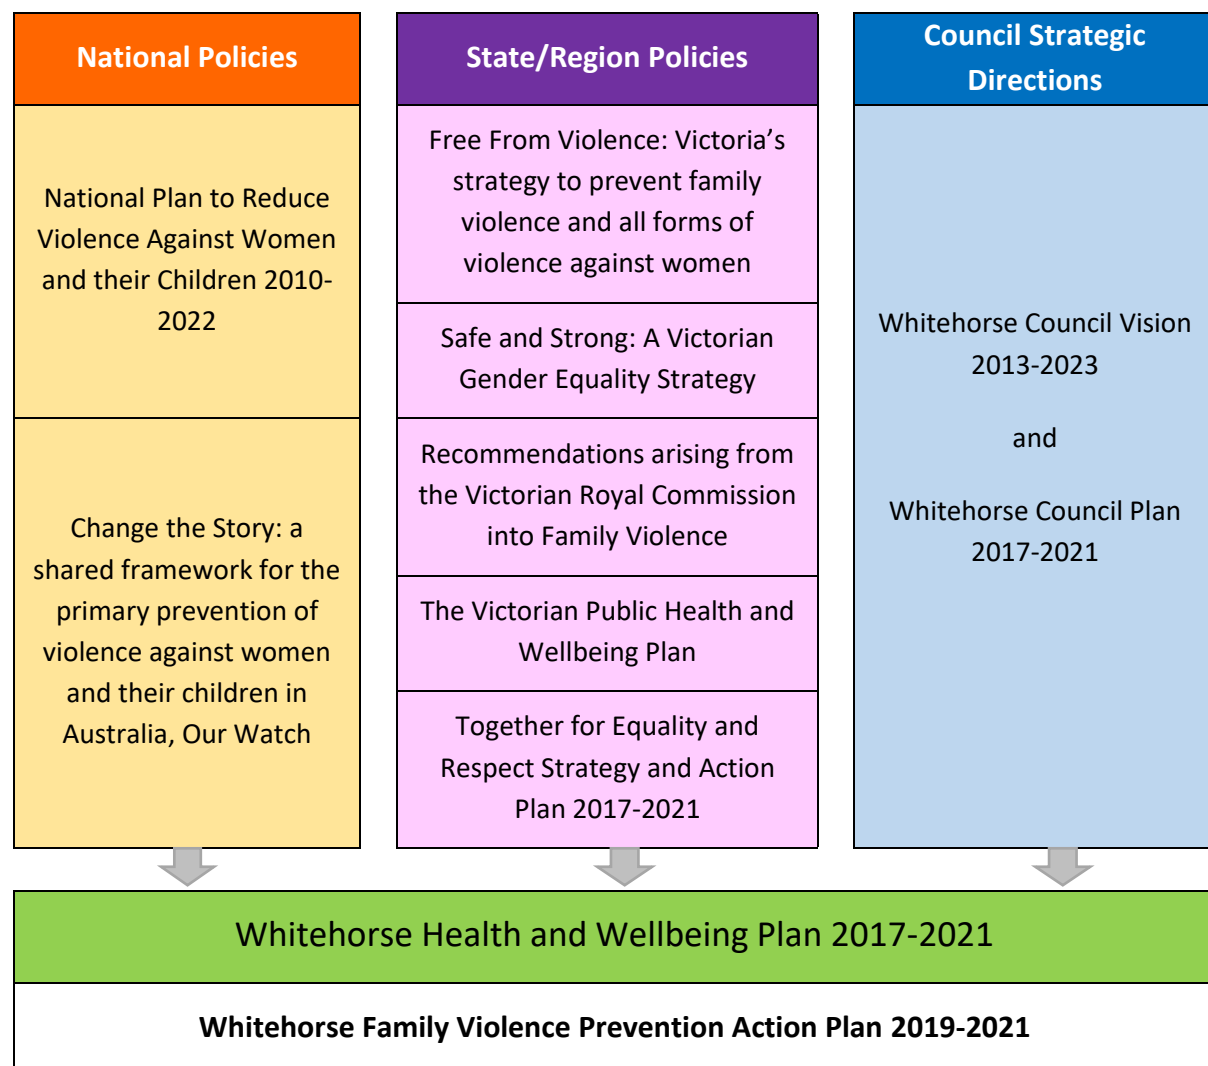 National Policies
National Plan to Reduce
Violence Against Women
and their Children 2010-
2022
Change the Story: a
shared framework for the
primary prevention of
violence against women
and their children in
Australia, Our Watch
State/Region Policies
Free From Violence: Victoria’s
strategy to prevent family
violence and all forms of
violence against women
Safe and Strong: A Victorian
Gender Equality Strategy
Recommendations arising from
the Victorian Royal Commission
into Family Violence
The Victorian Public Health and
Wellbeing Plan
Together for Equality and
Respect Strategy and Action
Plan 2017-2021
Council Strategic
Directions
Whitehorse Council Vision
2013-2023
and
Whitehorse Council Plan
2017-2021
Whitehorse Health and Wellbeing Plan 2017-2021
Whitehorse Family Violence Prevention Action Plan 2019-2021